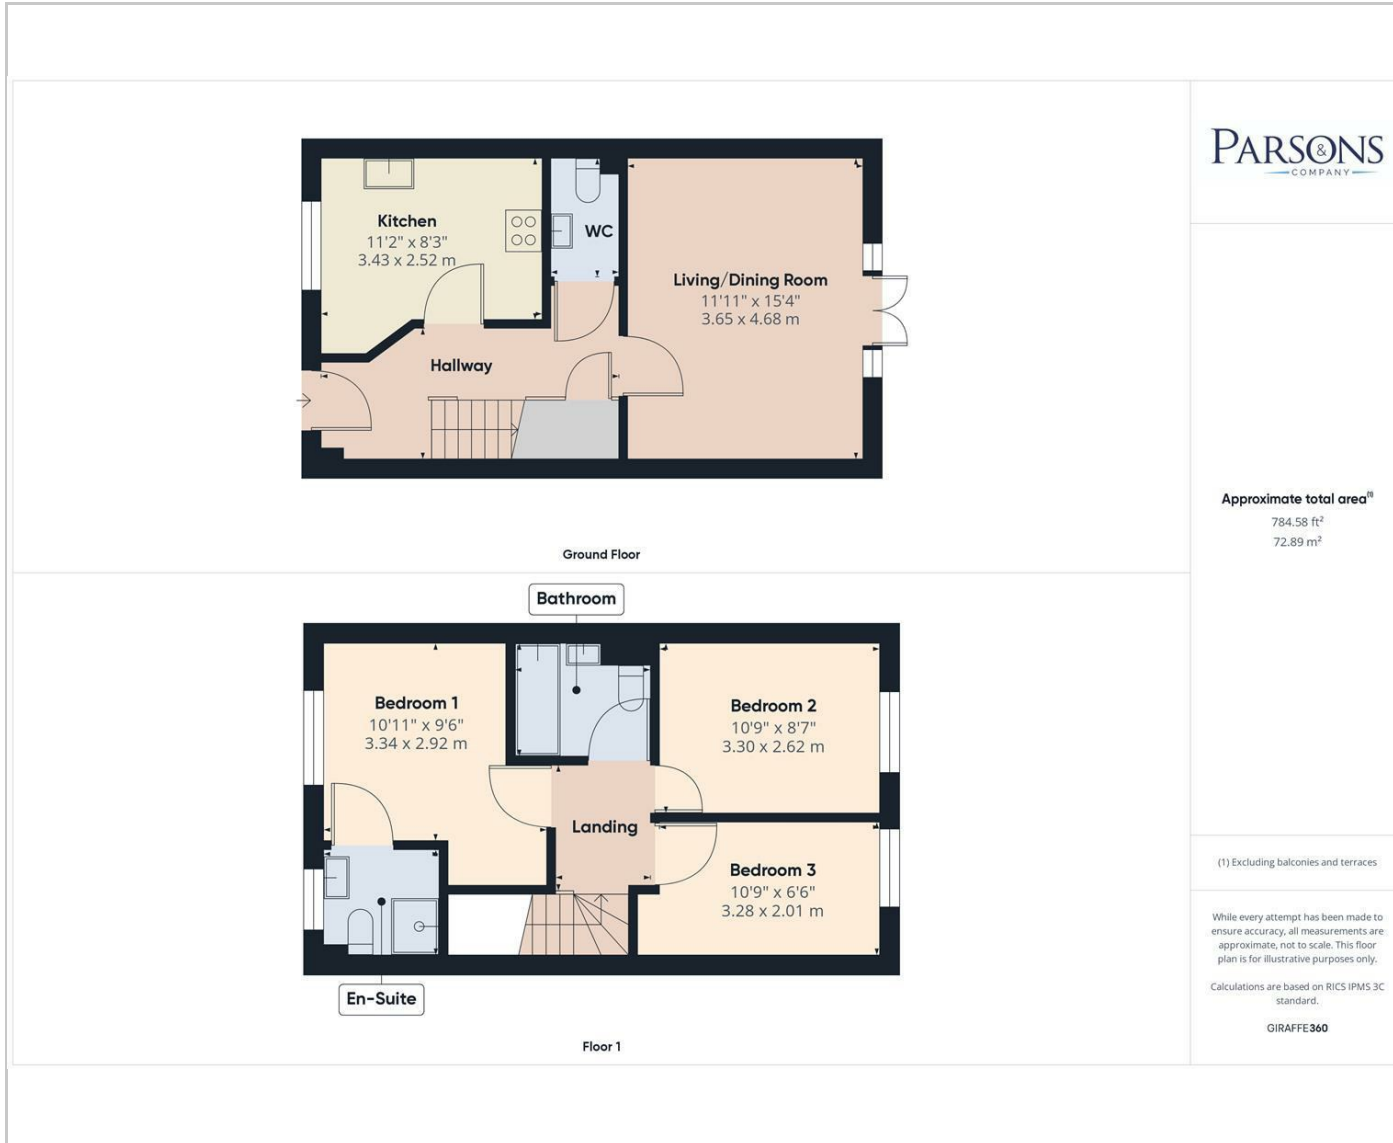 Kitchen
11'2" x 8'3"
3.43 x 2.52 m
WC
Living/Dining Room
11'11" x 15'4"
3.65 x 4.68 m
Hallway
Ground Floor
Bathroom
Bedroom 1
10'11" x 9'6"
3.34 x 2.92 m
Bedroom 2
10'9" x 8'7"
3.30 x 2.62 m
Landing
Bedroom 3
10'9" x 6'6"
3.28 x 2.01 m
En-Suite
Floor 1
PARSONS &
COMPANY
Approximate total area(1)
784.58 ft²
72.89 m²
(1) Excluding balconies and terraces
While every attempt has been made to
ensure accuracy, all measurements are
approximate, not to scale. This floor
plan is for illustrative purposes only.
Calculations are based on RICS IPMS 3C
standard.
GIRAFFE360